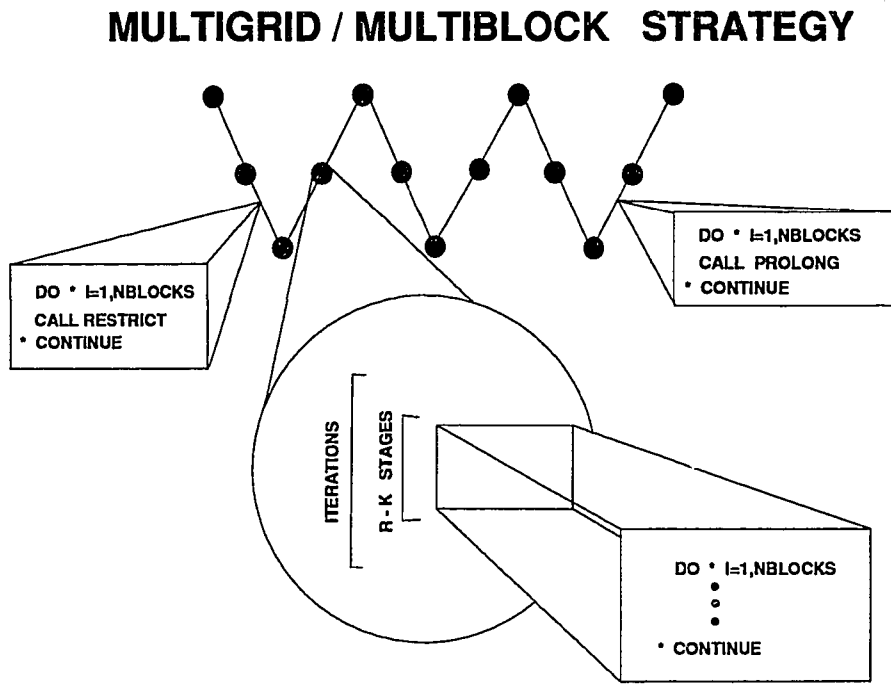 MULTIGRID / MULTIBLOCK STRATEGY
DO * I=1,NBLOCKS
CALL RESTRICT
* CONTINUE
DO * I=1,NBLOCKS
CALL PROLONG
* CONTINUE
ITERATIONS
R - K STAGES
DO * I=1,NBLOCKS
* CONTINUE